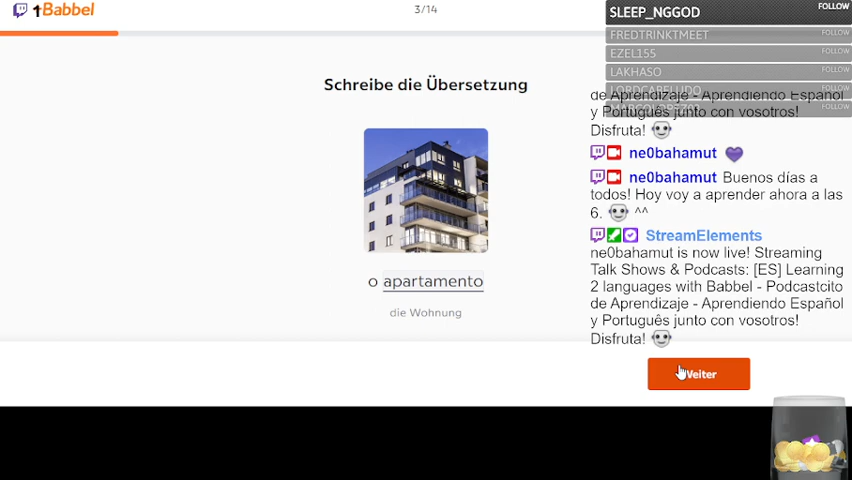 Babbel
3/14
Schreibe die Übersetzung
o apartamento
die Wohnung
Weiter
SLEEP_NGGOD FOLLOW
FREDTRINKTMEET FOLLOW
EZEL155 FOLLOW
LAKHASO FOLLOW
LORDCABELUDO FOLLOW
FOLLOW
de Aprendizaje - Aprendiendo Español
y Português junto con vosotros!
Disfruta!
ne0bahamut
ne0bahamut Buenos días a
todos! Hoy voy a aprender ahora a las
6. ^^
StreamElements
ne0bahamut is now live! Streaming
Talk Shows & Podcasts: [ES] Learning
2 languages with Babbel - Podcastcito
de Aprendizaje - Aprendiendo Español
y Português junto con vosotros!
Disfruta!